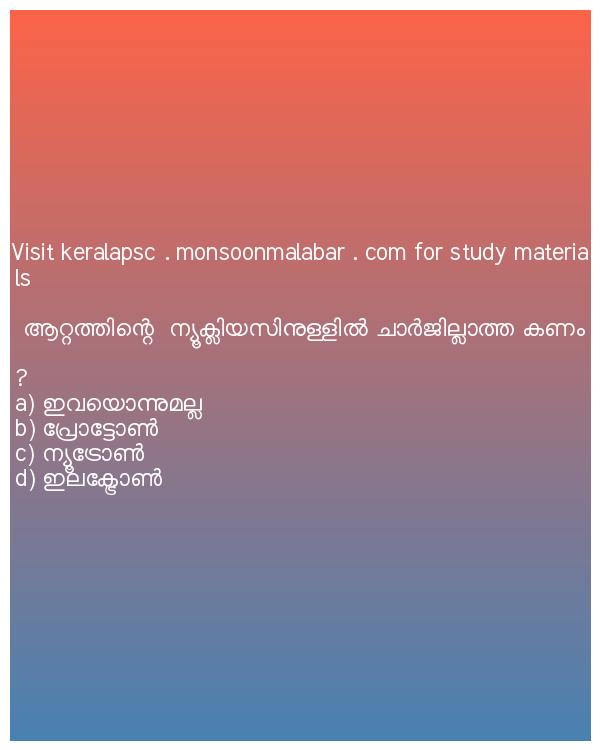 Visit keralapsc . monsoonmalabar . com for study materia
ls
ആറ്റത്തിന്റെ ന്യൂക്ലിയസിനുള്ളിൽ ചാർജില്ലാത്ത കണം
?
a) ഇവയൊന്നുമല്ല
b) പ്രോട്ടോൺ
c) ന്യൂട്രോൺ
d) ഇലക്ട്രോൺ